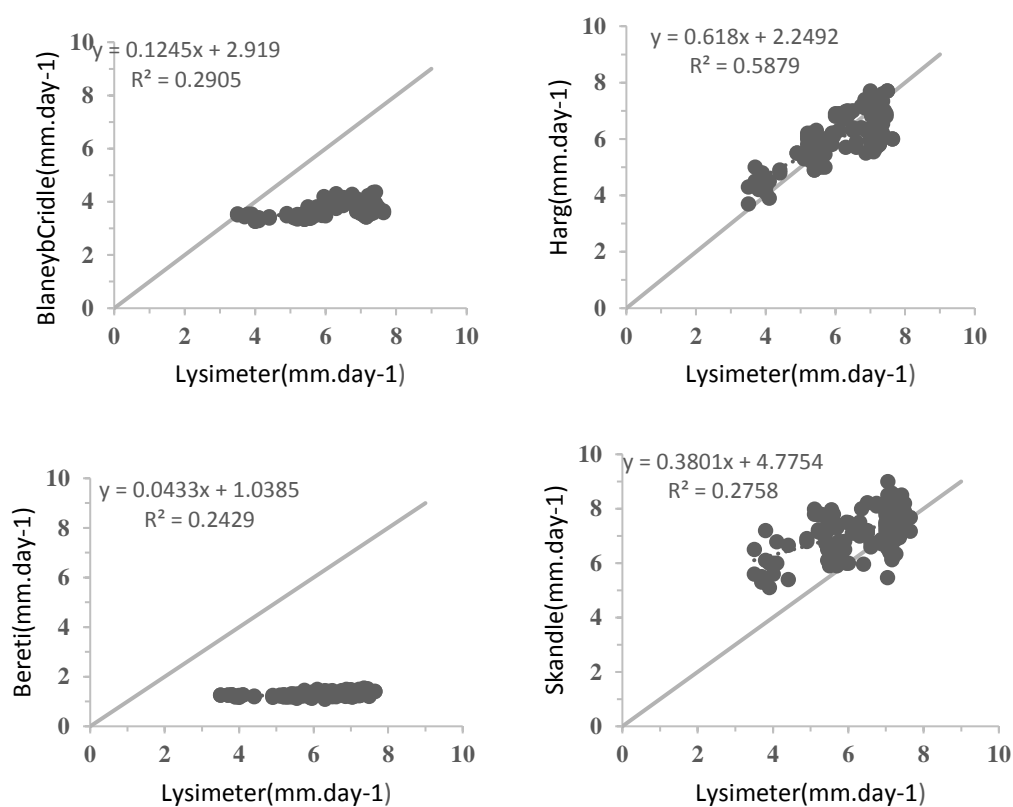 y = 0.1245x + 2.919
R² = 0.2905
10
8
6
4
2
0
0 2 4 6 8 10
BlaneybCridle(mm.day-1)
Lysimeter(mm.day-1)
y = 0.618x + 2.2492
R² = 0.5879
10
8
6
4
2
0
0 2 4 6 8 10
Harg(mm.day-1)
Lysimeter(mm.day-1)
y = 0.0433x + 1.0385
R² = 0.2429
10
8
6
4
2
0
0 2 4 6 8 10
Bereti(mm.day-1)
Lysimeter(mm.day-1)
y = 0.3801x + 4.7754
R² = 0.2758
10
8
6
4
2
0
0 2 4 6 8 10
Skandle(mm.day-1)
Lysimeter(mm.day-1)